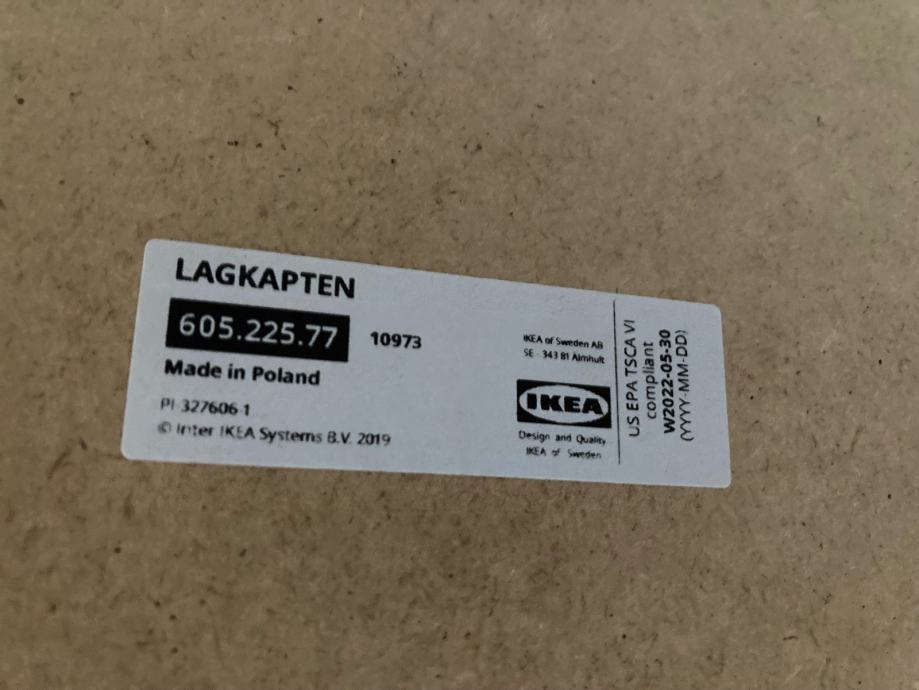 LAGKAPTEN
605.225.77 10973
Made in Poland
PI-327606-1
© Inter IKEA Systems B.V. 2019
IKEA of Sweden AB
SE - 343 81 Älmhult
IKEA
Design and Quality
IKEA of Sweden
US EPA TSCA VI
compliant
W2022-05-30
(YYYY-MM-DD)